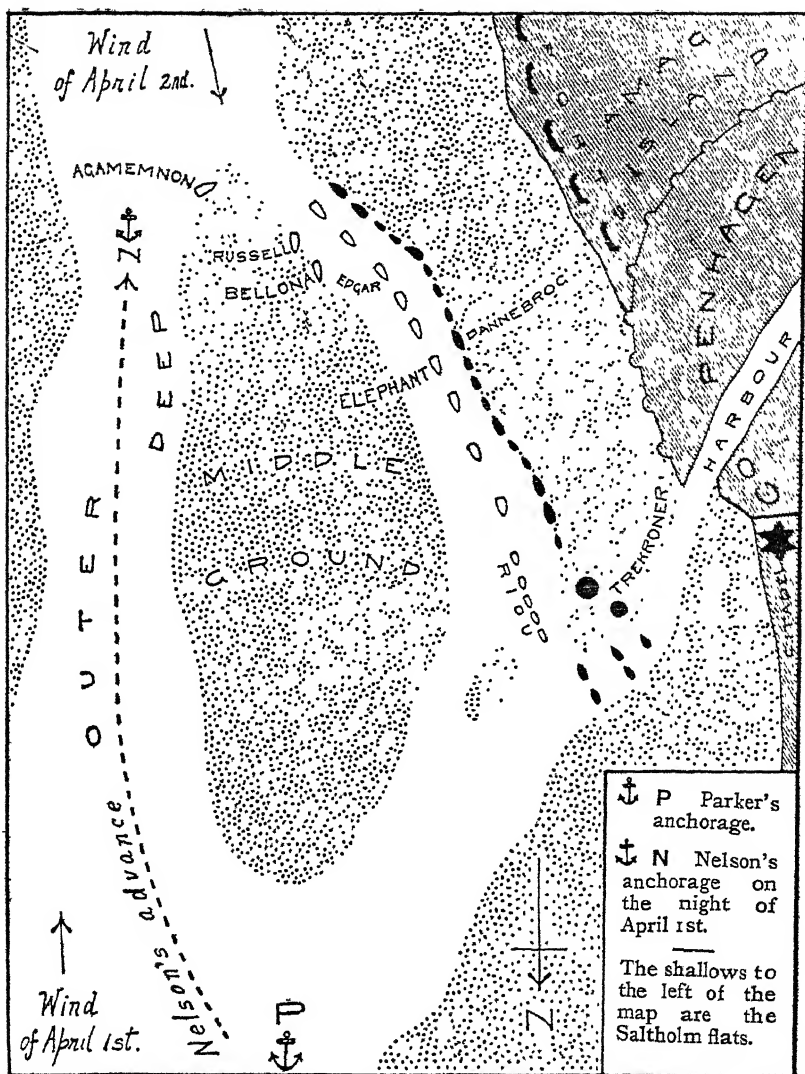 Wind
of April 2nd.
ISLAND
COPENHAGEN
AGAMEMNON
N
RUSSELL
BELLONA
EDGAR
DANNEBROG
ELEPHANT
HARBOUR
OUTER DEEP
MIDDLE
GROUND
TREKRONER
RIOU
CITADEL
Nelson's advance
Wind
of April 1st.
P
N
P Parker's
anchorage.
N Nelson's
anchorage on
the night of
April 1st.
The shallows to
the left of the
map are the
Saltholm flats.